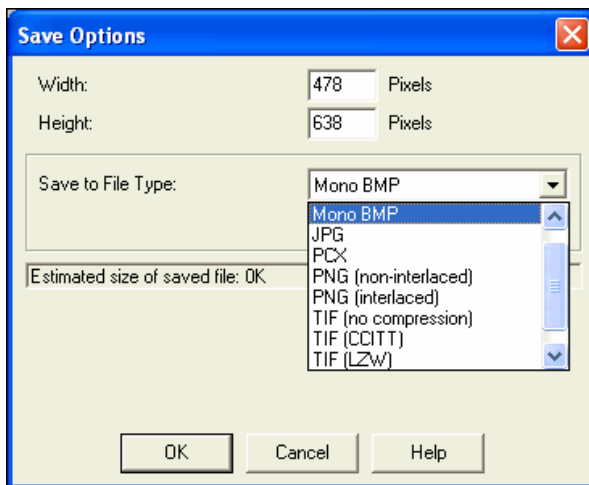 Save Options
Width: 478 Pixels
Height: 638 Pixels
Save to File Type: Mono BMP
Mono BMP
JPG
PCX
PNG (non-interlaced)
PNG (interlaced)
TIF (no compression)
TIF (CCITT)
TIF (LZW)
Estimated size of saved file: 0K
OK Cancel Help